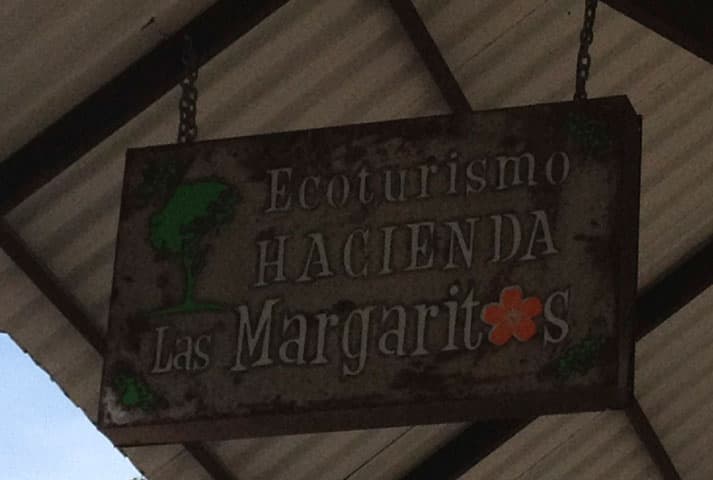 Ecoturismo
HACIENDA
Las Margaritas